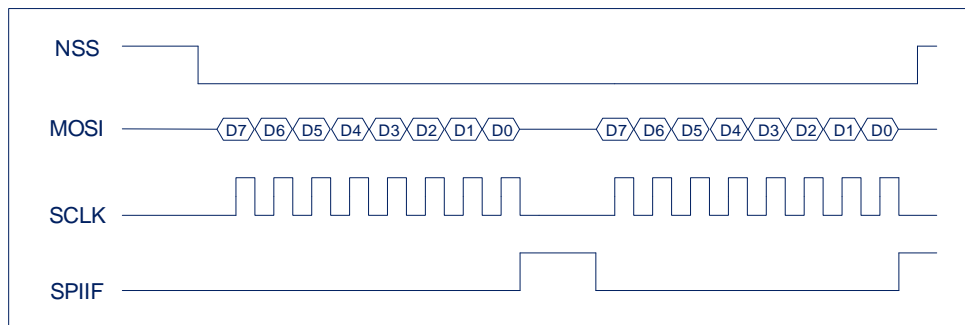 NSS
MOSI D7 D6 D5 D4 D3 D2 D1 D0 D7 D6 D5 D4 D3 D2 D1 D0
SCLK
SPIIF